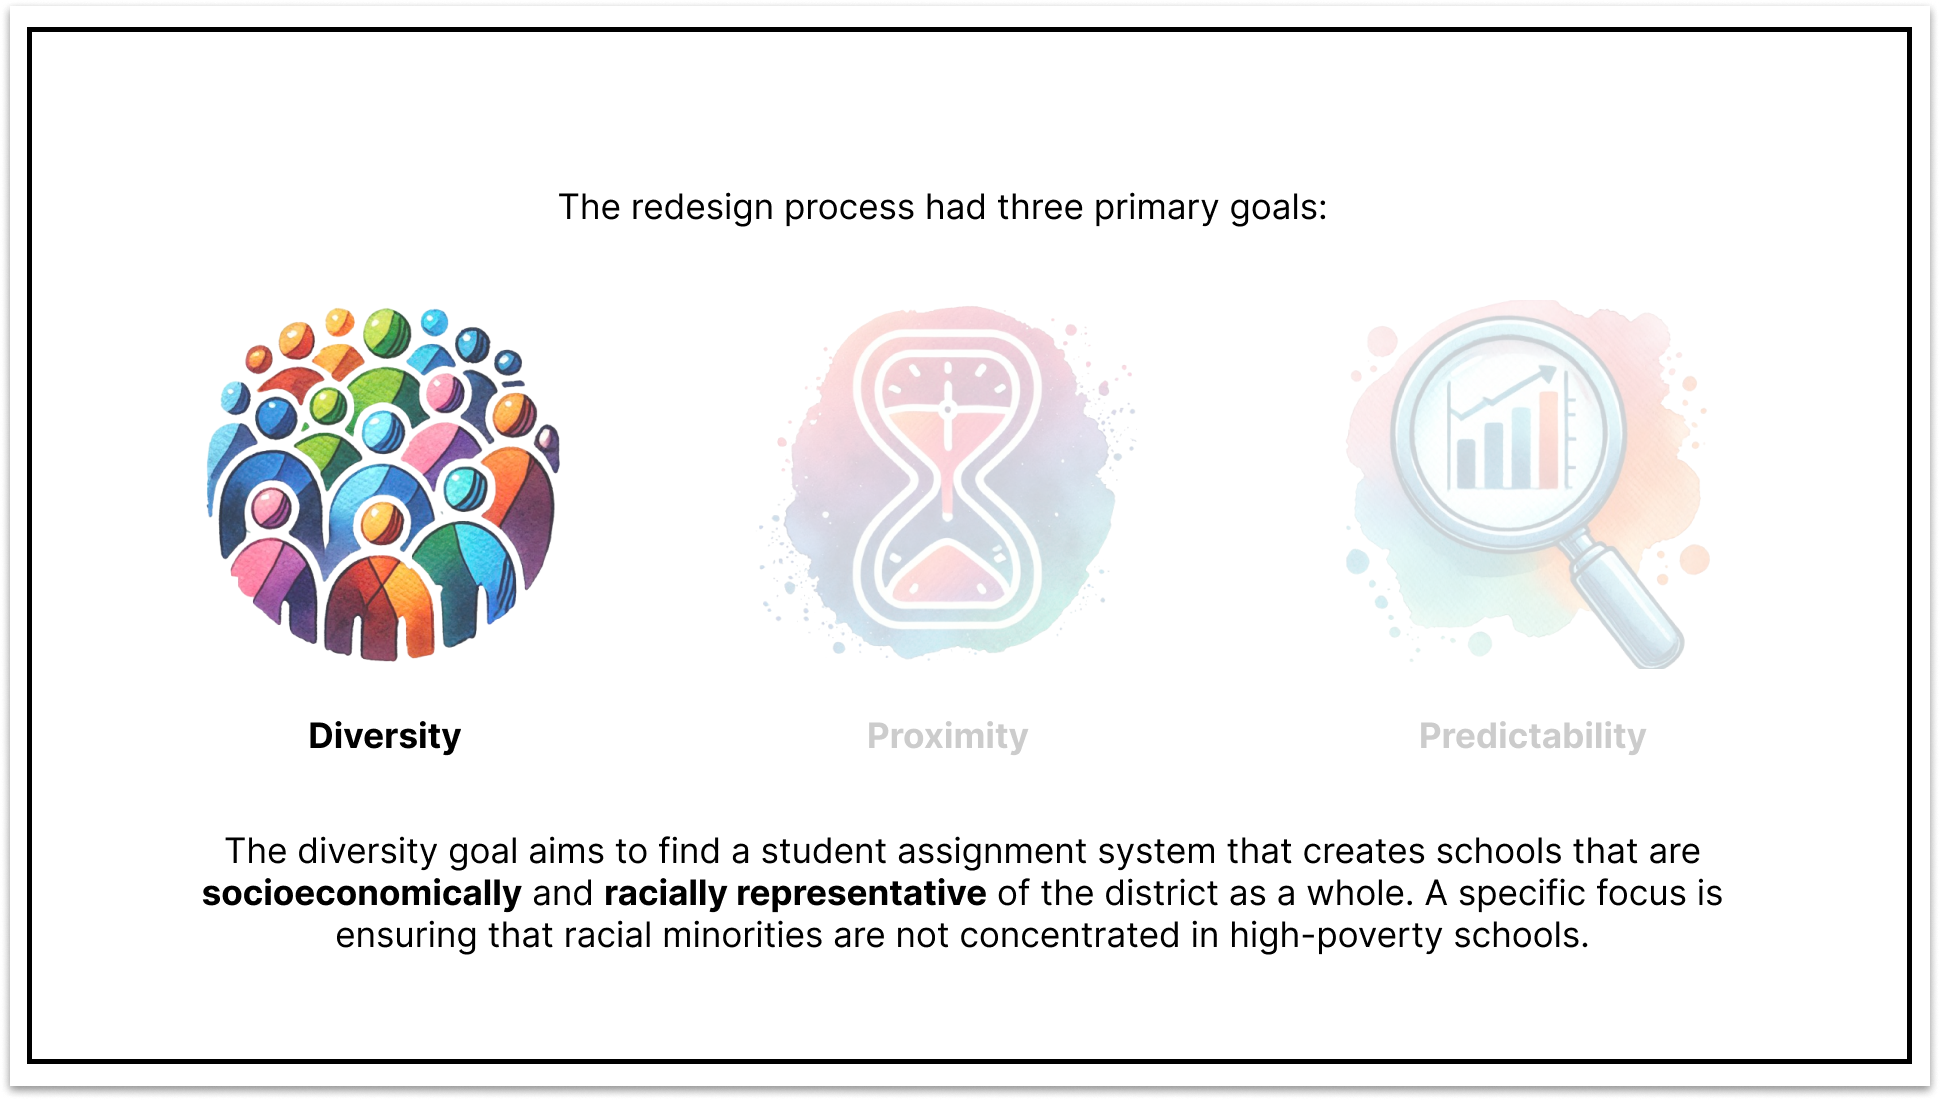 The redesign process had three primary goals:
Diversity
Proximity
Predictability
The diversity goal aims to find a student assignment system that creates schools that are
socioeconomically and racially representative of the district as a whole. A specific focus is
ensuring that racial minorities are not concentrated in high-poverty schools.